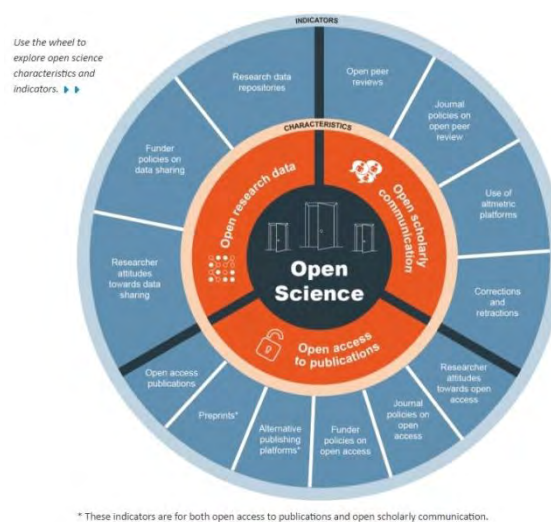 Use the wheel to
explore open science
characteristics and
indicators.
INDICATORS
Research data
repositories
Open peer
reviews
Journal
policies on
open peer
review
Funder
policies on
data sharing
Use of
altmetric
platforms
Researcher
attitudes
towards data
sharing
Corrections
and
retractions
CHARACTERISTICS
Open research data
Open scholarly
communication
Open
Science
Open access
to publications
Open access
publications
Preprints*
Alternative
publishing
platforms*
Funder
policies on
open access
Journal
policies on
open
access
Researcher
attitudes
towards open
access
* These indicators are for both open access to publications and open scholarly communication.